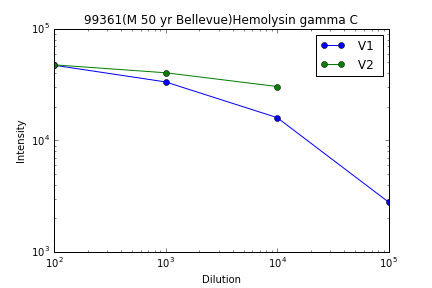 99361(M 50 yr Bellevue)Hemolysin gamma C
10^5
10^4
10^3
Intensity
V1
V2
10^2 10^3 10^4 10^5
Dilution